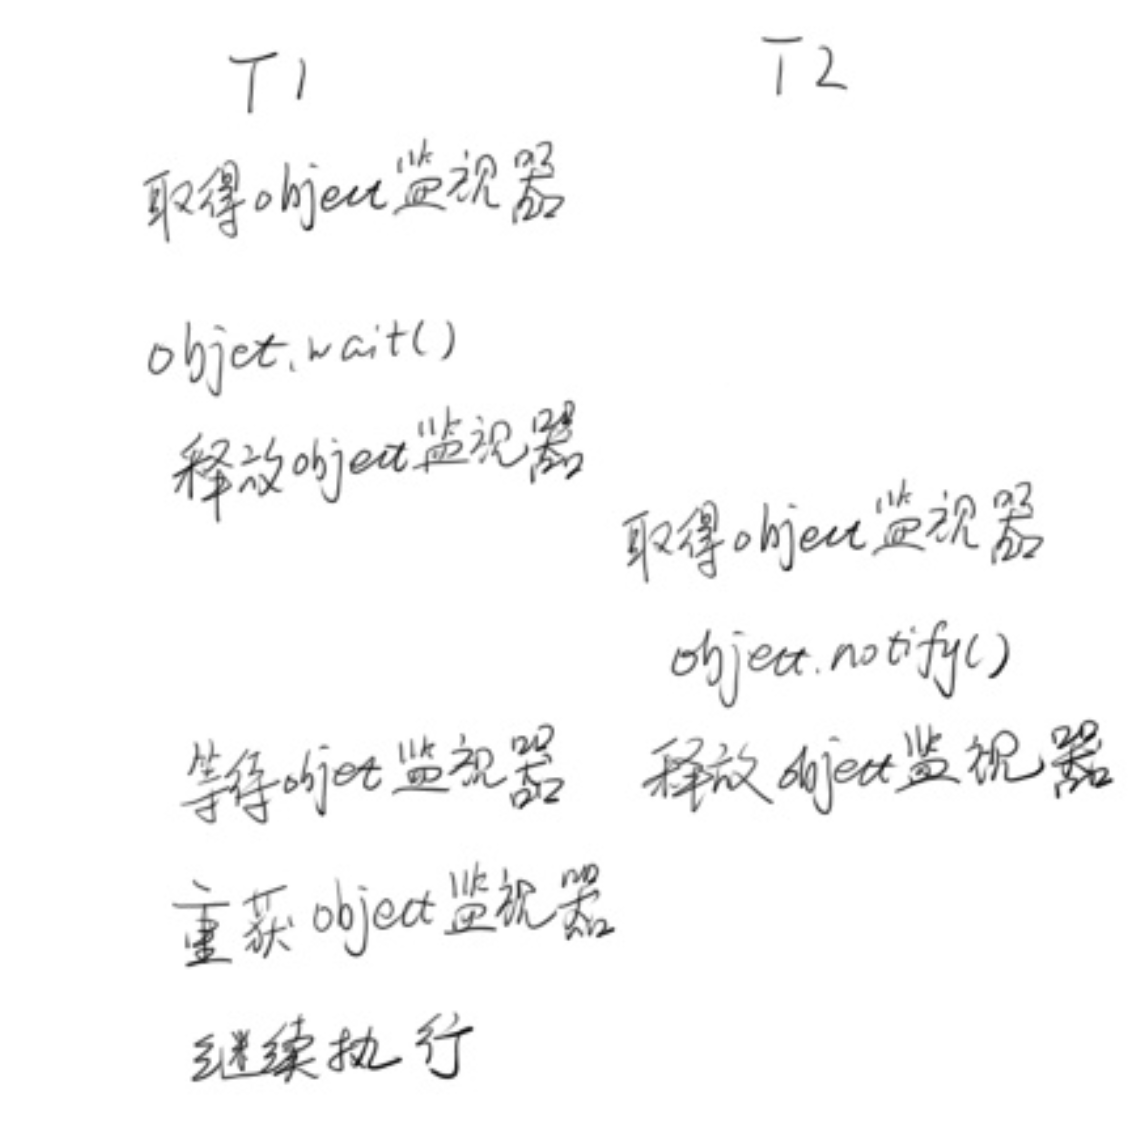 T1
T2
取得object监视器
objet.wait()
释放object监视器
取得object监视器
object.notify()
等待objet监视器
释放object监视器
重获object监视器
继续执行